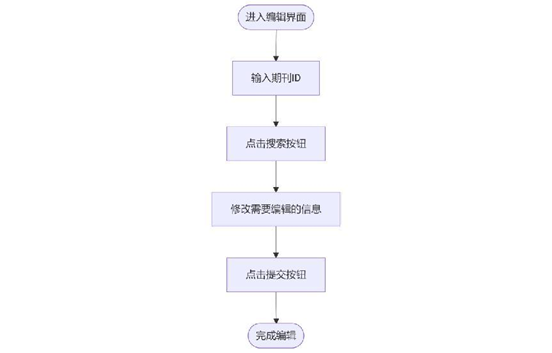 进入编辑界面
输入期刊ID
点击搜索按钮
修改需要编辑的信息
点击提交按钮
完成编辑